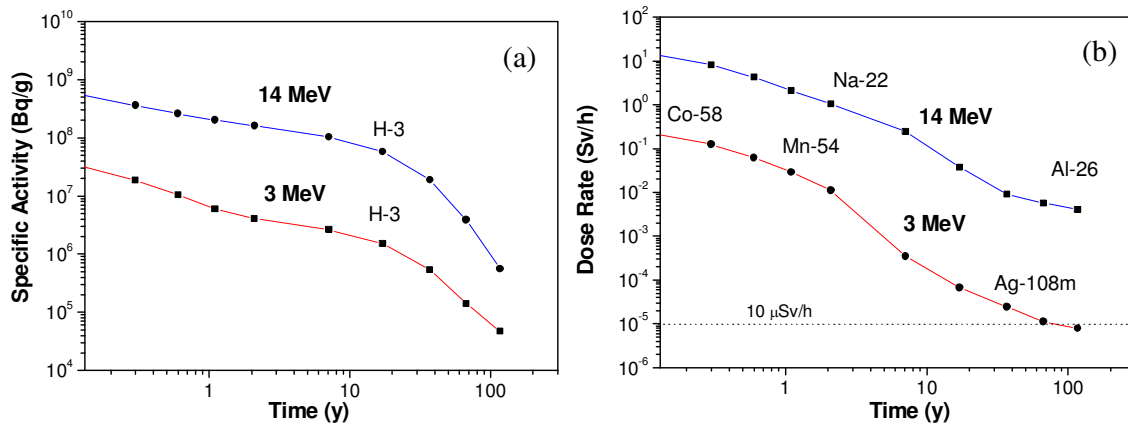 (a)
10^10
10^9
10^8
10^7
10^6
10^5
10^4
Specific Activity (Bq/g)
14 MeV
H-3
3 MeV
H-3
1 10 100
Time (y)
(b)
10^2
10^1
10^0
10^-1
10^-2
10^-3
10^-4
10^-5
10^-6
Dose Rate (Sv/h)
Na-22
Co-58
14 MeV
Mn-54
Al-26
3 MeV
Ag-108m
10 μSv/h
1 10 100
Time (y)